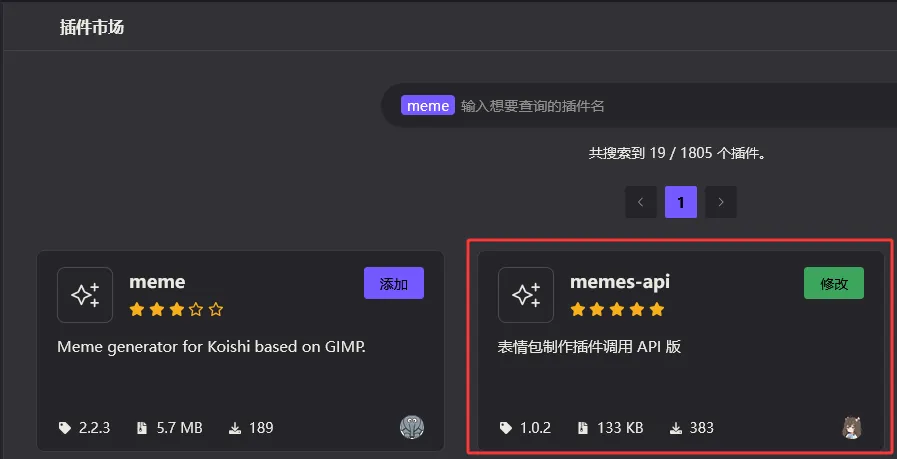 插件市场
meme 输入想要查询的插件名
共搜索到 19 / 1805 个插件。
1
meme
添加
Meme generator for Koishi based on GIMP.
2.2.3 5.7 MB 189
memes-api
修改
表情包制作插件调用 API 版
1.0.2 133 KB 383